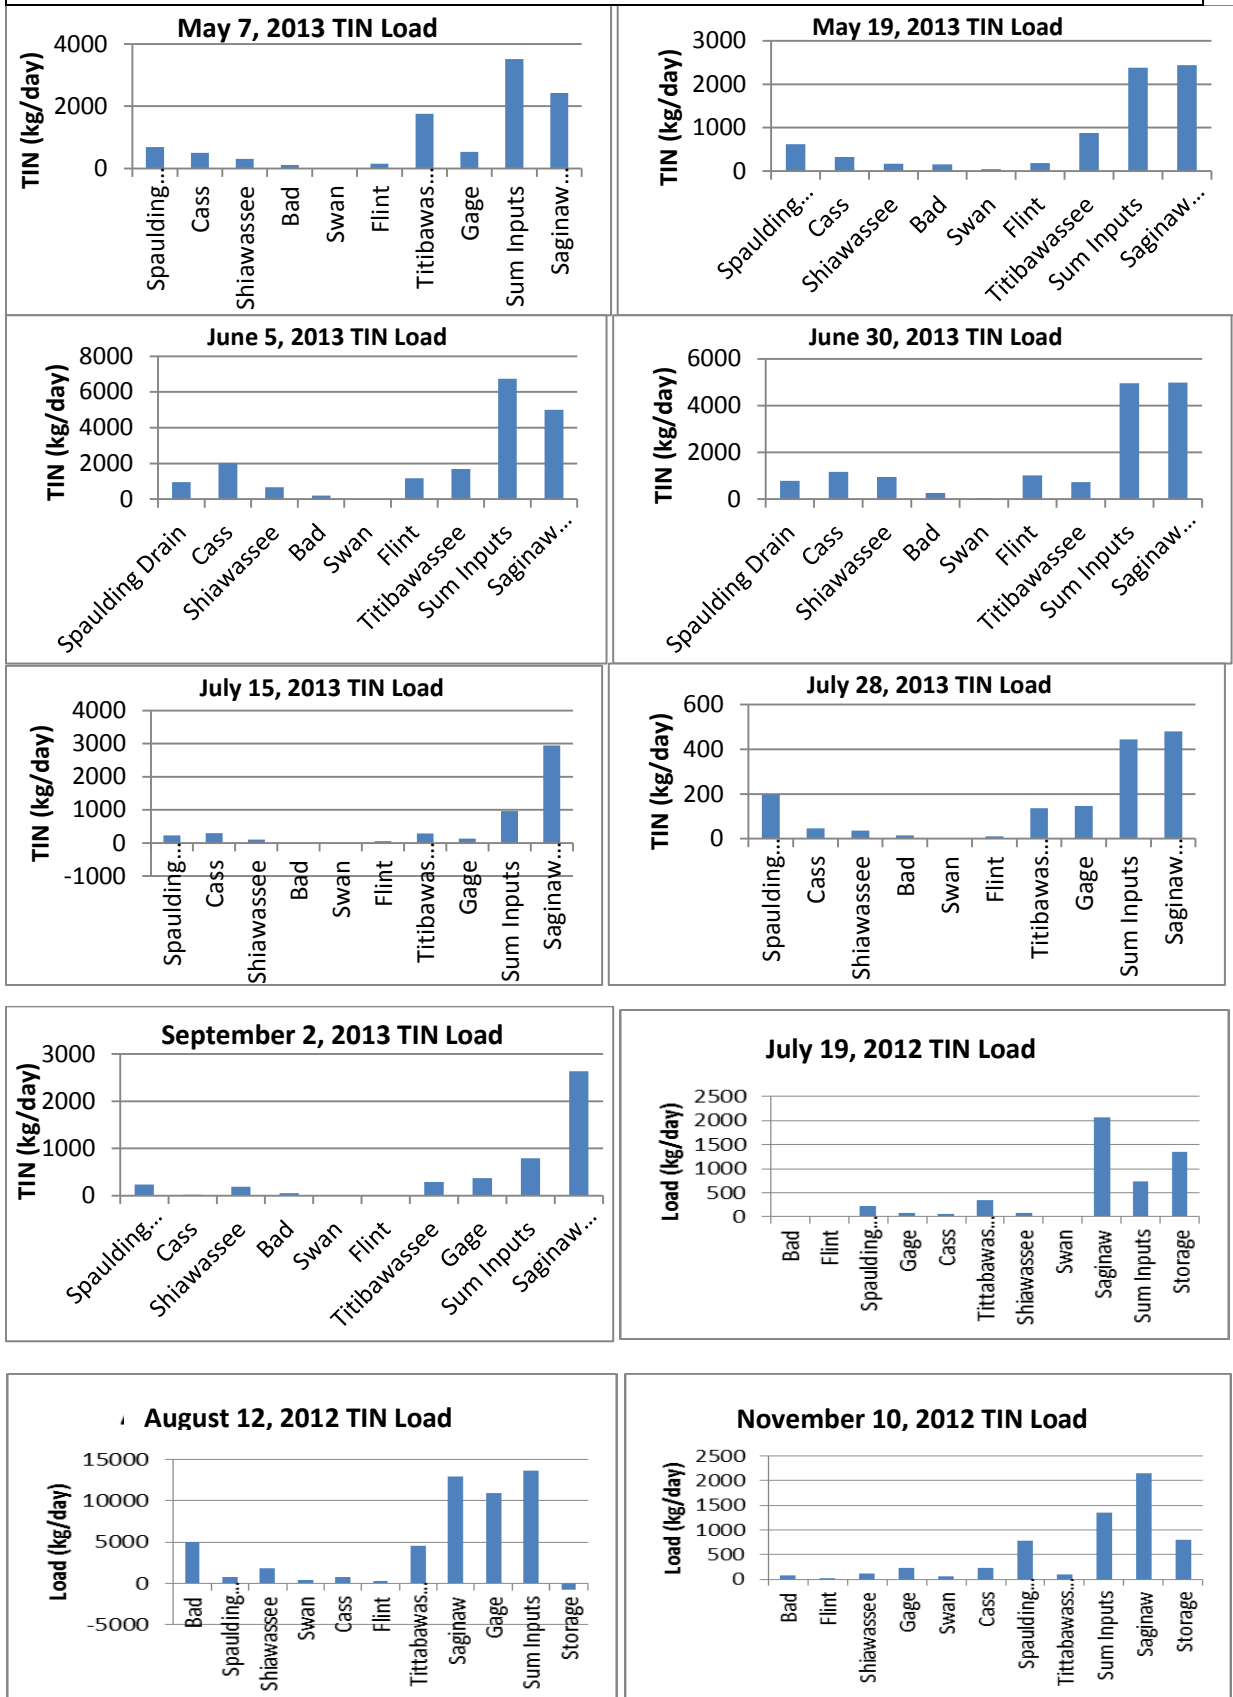 May 7, 2013 TIN Load
TIN (kg/day)
4000
2000
0
Spaulding...
Cass
Shiawassee
Bad
Swan
Flint
Titibawas...
Gage
Sum Inputs
Saginaw...
May 19, 2013 TIN Load
TIN (kg/day)
3000
2000
1000
0
Spaulding...
Cass
Shiawassee
Bad
Swan
Flint
Titibawassee
Sum Inputs
Saginaw...
June 5, 2013 TIN Load
TIN (kg/day)
8000
6000
4000
2000
0
Spaulding Drain
Cass
Shiawassee
Bad
Swan
Flint
Titibawassee
Sum Inputs
Saginaw...
June 30, 2013 TIN Load
TIN (kg/day)
6000
4000
2000
0
Spaulding Drain
Cass
Shiawassee
Bad
Swan
Flint
Titibawassee
Sum Inputs
Saginaw...
July 15, 2013 TIN Load
TIN (kg/day)
4000
3000
2000
1000
0
-1000
Spaulding...
Cass
Shiawassee
Bad
Swan
Flint
Titibawas...
Gage
Sum Inputs
Saginaw...
July 28, 2013 TIN Load
TIN (kg/day)
600
400
200
0
Spaulding...
Cass
Shiawassee
Bad
Swan
Flint
Titibawas...
Gage
Sum Inputs
Saginaw...
September 2, 2013 TIN Load
TIN (kg/day)
3000
2000
1000
0
Spaulding...
Cass
Shiawassee
Bad
Swan
Flint
Titibawassee
Gage
Sum Inputs
Saginaw...
July 19, 2012 TIN Load
Load (kg/day)
2500
2000
1500
1000
500
0
Bad
Flint
Spaulding...
Gage
Cass
Tittabawas...
Shiawassee
Swan
Saginaw
Sum Inputs
Storage
August 12, 2012 TIN Load
Load (kg/day)
15000
10000
5000
0
-5000
Bad
Spaulding...
Shiawassee
Swan
Cass
Flint
Tittabawas...
Saginaw
Gage
Sum Inputs
Storage
November 10, 2012 TIN Load
Load (kg/day)
2500
2000
1500
1000
500
0
Bad
Flint
Shiawassee
Gage
Swan
Cass
Spaulding...
Tittabawass...
Sum Inputs
Saginaw
Storage